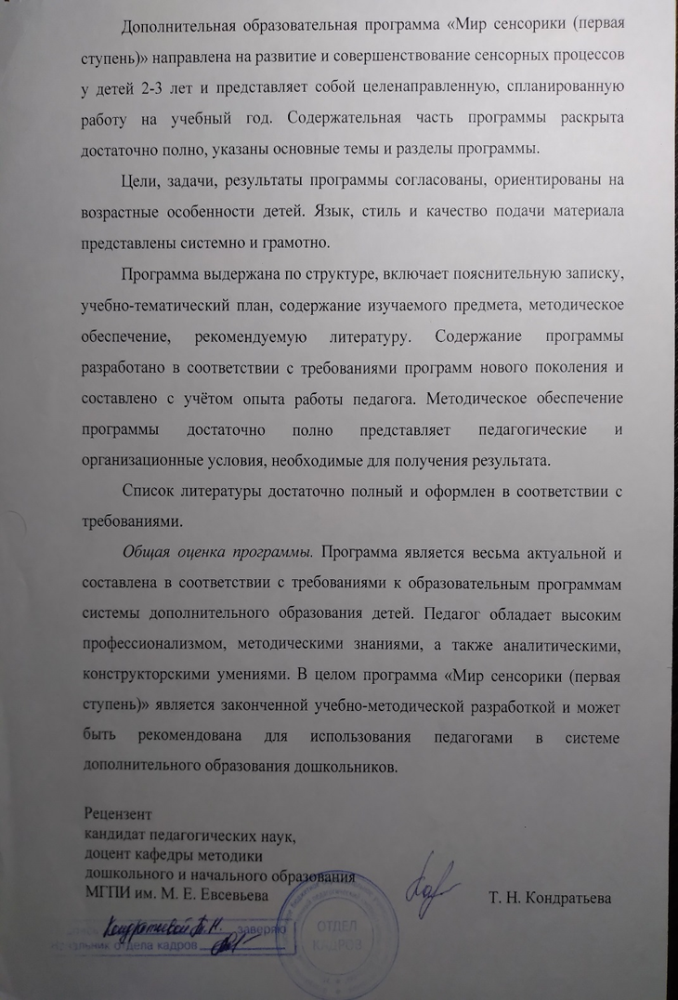 Дополнительная образовательная программа «Мир сенсорики (первая
ступень)» направлена на развитие и совершенствование сенсорных процессов
у детей 2-3 лет и представляет собой целенаправленную, спланированную
работу на учебный год. Содержательная часть программы раскрыта
достаточно полно, указаны основные темы и разделы программы.
Цели, задачи, результаты программы согласованы, ориентированы на
возрастные особенности детей. Язык, стиль и качество подачи материала
представлены системно и грамотно.
Программа выдержана по структуре, включает пояснительную записку,
учебно-тематический план, содержание изучаемого предмета, методическое
обеспечение, рекомендуемую литературу. Содержание программы
разработано в соответствии с требованиями программ нового поколения и
составлено с учётом опыта работы педагога. Методическое обеспечение
программы достаточно полно представляет педагогические и
организационные условия, необходимые для получения результата.
Список литературы достаточно полный и оформлен в соответствии с
требованиями.
Общая оценка программы. Программа является весьма актуальной и
составлена в соответствии с требованиями к образовательным программам
системы дополнительного образования детей. Педагог обладает высоким
профессионализмом, методическими знаниями, а также аналитическими,
конструкторскими умениями. В целом программа «Мир сенсорики (первая
ступень)» является законченной учебно-методической разработкой и может
быть рекомендована для использования педагогами в системе
дополнительного образования дошкольников.
Рецензент
кандидат педагогических наук,
доцент кафедры методики
дошкольного и начального образования
МГПИ им. М. Е. Евсевьева
Т. Н. Кондратьева
Кондратьевой Т. Н. заверяю
Начальник отдела кадров
ОТДЕЛ
КАДРОВ